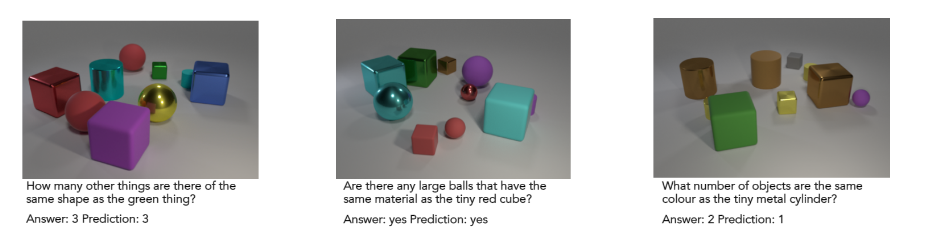 How many other things are there of the
same shape as the green thing?
Answer: 3 Prediction: 3
Are there any large balls that have the
same material as the tiny red cube?
Answer: yes Prediction: yes
What number of objects are the same
colour as the tiny metal cylinder?
Answer: 2 Prediction: 1